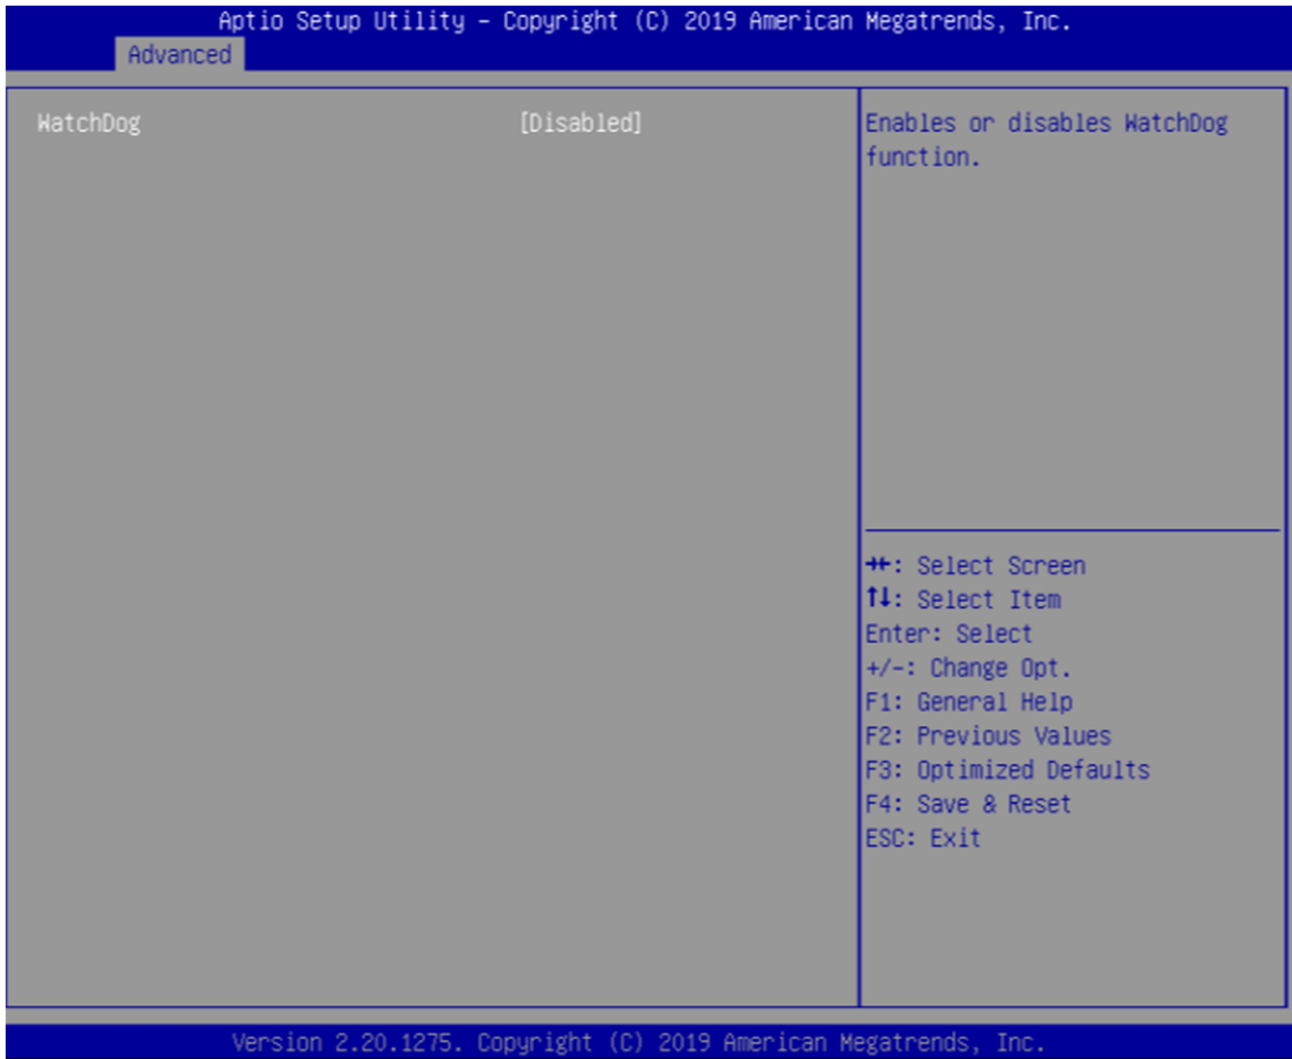 Aptio Setup Utility – Copyright (C) 2019 American Megatrends, Inc.
Advanced
WatchDog [Disabled]
Enables or disables WatchDog
function.
→←: Select Screen
↑↓: Select Item
Enter: Select
+/-: Change Opt.
F1: General Help
F2: Previous Values
F3: Optimized Defaults
F4: Save & Reset
ESC: Exit
Version 2.20.1275. Copyright (C) 2019 American Megatrends, Inc.